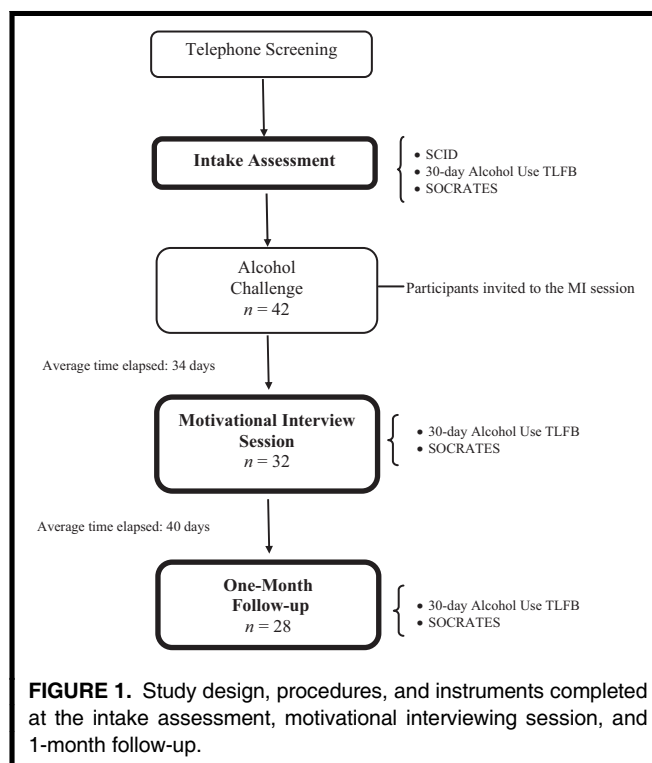 Telephone Screening
Intake Assessment
• SCID
• 30-day Alcohol Use TLFB
• SOCRATES
Alcohol
Challenge
n = 42
Participants invited to the MI session
Average time elapsed: 34 days
Motivational Interview
Session
n = 32
• 30-day Alcohol Use TLFB
• SOCRATES
Average time elapsed: 40 days
One-Month
Follow-up
n = 28
• 30-day Alcohol Use TLFB
• SOCRATES
FIGURE 1. Study design, procedures, and instruments completed
at the intake assessment, motivational interviewing session, and
1-month follow-up.